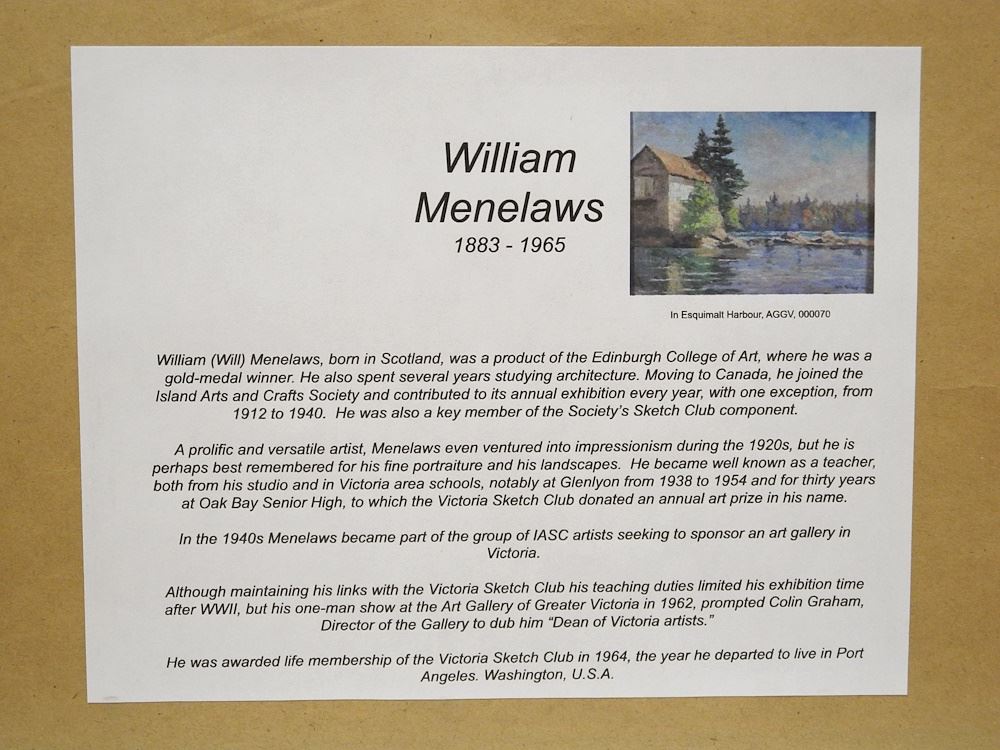 William
Menelaws
1883 - 1965
In Esquimalt Harbour, AGGV, 000070
William (Will) Menelaws, born in Scotland, was a product of the Edinburgh College of Art, where he was a
gold-medal winner. He also spent several years studying architecture. Moving to Canada, he joined the
Island Arts and Crafts Society and contributed to its annual exhibition every year, with one exception, from
1912 to 1940.  He was also a key member of the Society's Sketch Club component.
A prolific and versatile artist, Menelaws even ventured into impressionism during the 1920s, but he is
perhaps best remembered for his fine portraiture and his landscapes.  He became well known as a teacher,
both from his studio and in Victoria area schools, notably at Glenlyon from 1938 to 1954 and for thirty years
at Oak Bay Senior High, to which the Victoria Sketch Club donated an annual art prize in his name.
In the 1940s Menelaws became part of the group of IASC artists seeking to sponsor an art gallery in
Victoria.
Although maintaining his links with the Victoria Sketch Club his teaching duties limited his exhibition time
after WWII, but his one-man show at the Art Gallery of Greater Victoria in 1962, prompted Colin Graham,
Director of the Gallery to dub him “Dean of Victoria artists.”
He was awarded life membership of the Victoria Sketch Club in 1964, the year he departed to live in Port
Angeles. Washington, U.S.A.